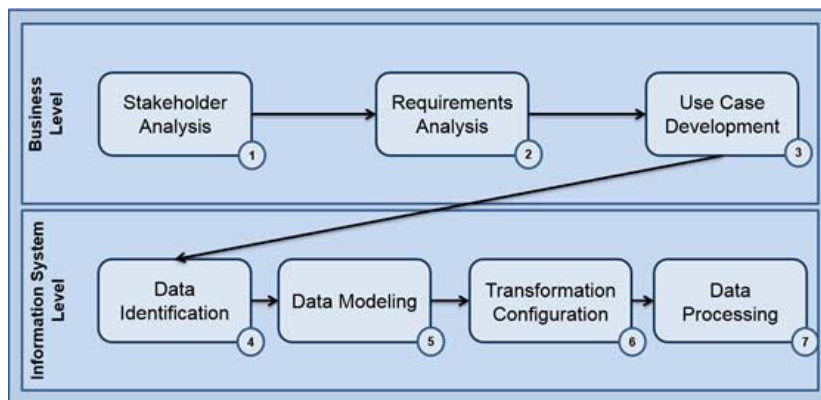 Business
Level
Stakeholder
Analysis
1
Requirements
Analysis
2
Use Case
Development
3
Information System
Level
Data
Identification
4
Data Modeling
5
Transformation
Configuration
6
Data
Processing
7